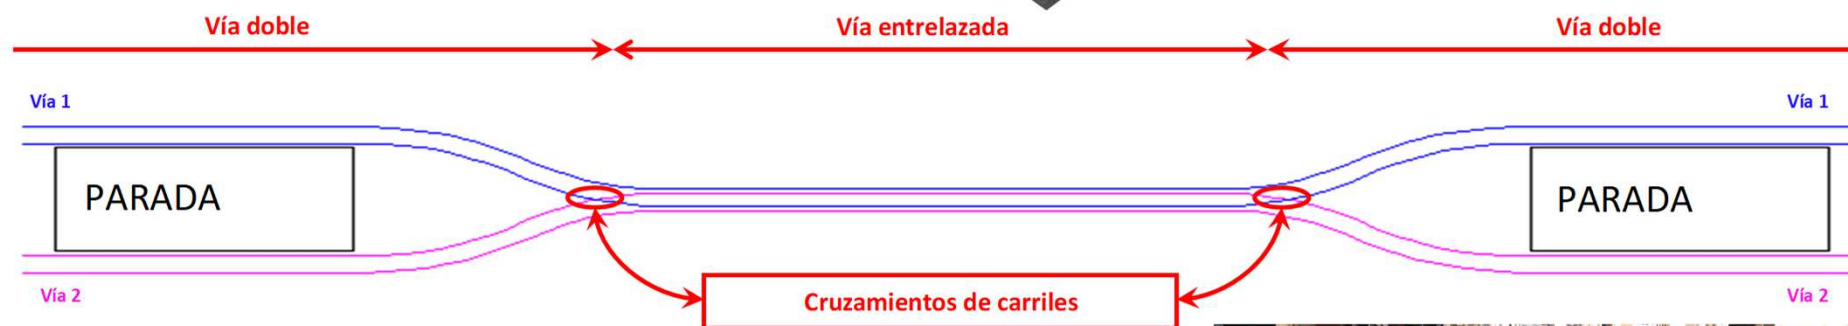 Vía doble
Vía entrelazada
Vía doble
Vía 1
Vía 1
PARADA
PARADA
Vía 2
Cruzamientos de carriles
Vía 2